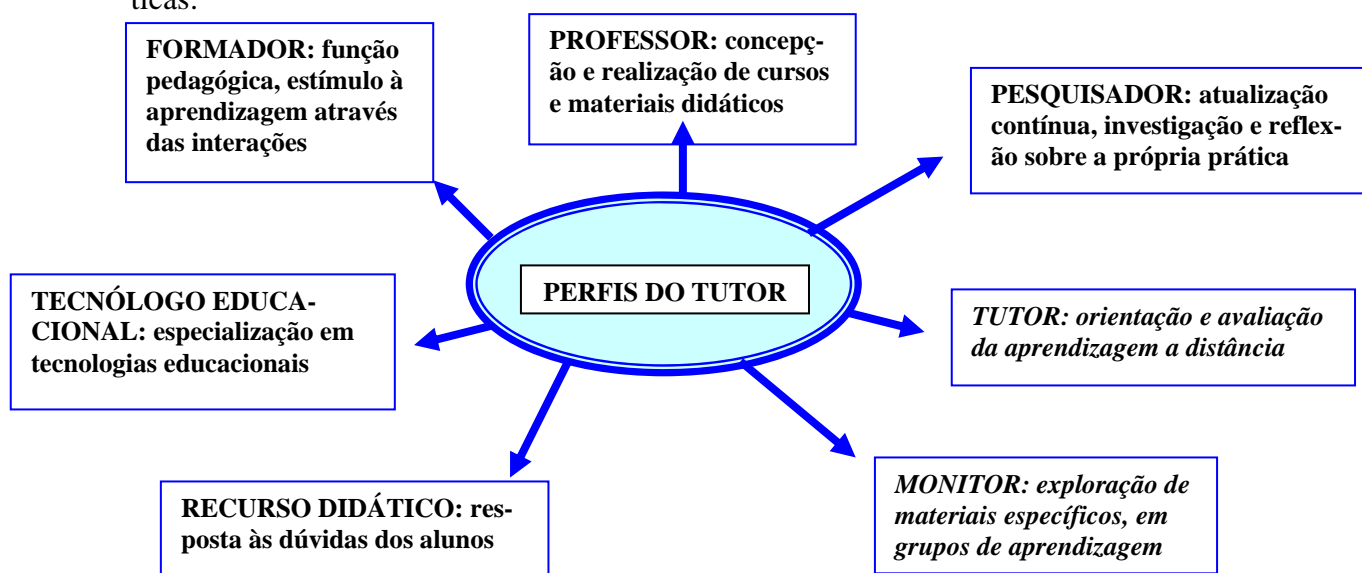 ticas:
FORMADOR: função
pedagógica, estímulo à
aprendizagem através
das interações
PROFESSOR: concep-
ção e realização de cursos
e materiais didáticos
PESQUISADOR: atualização
contínua, investigação e reflex-
ão sobre a própria prática
PERFIS DO TUTOR
TECNÓLOGO EDUCA-
CIONAL: especialização em
tecnologias educacionais
TUTOR: orientação e avaliação
da aprendizagem a distância
RECURSO DIDÁTICO: res-
posta às dúvidas dos alunos
MONITOR: exploração de
materiais específicos, em
grupos de aprendizagem